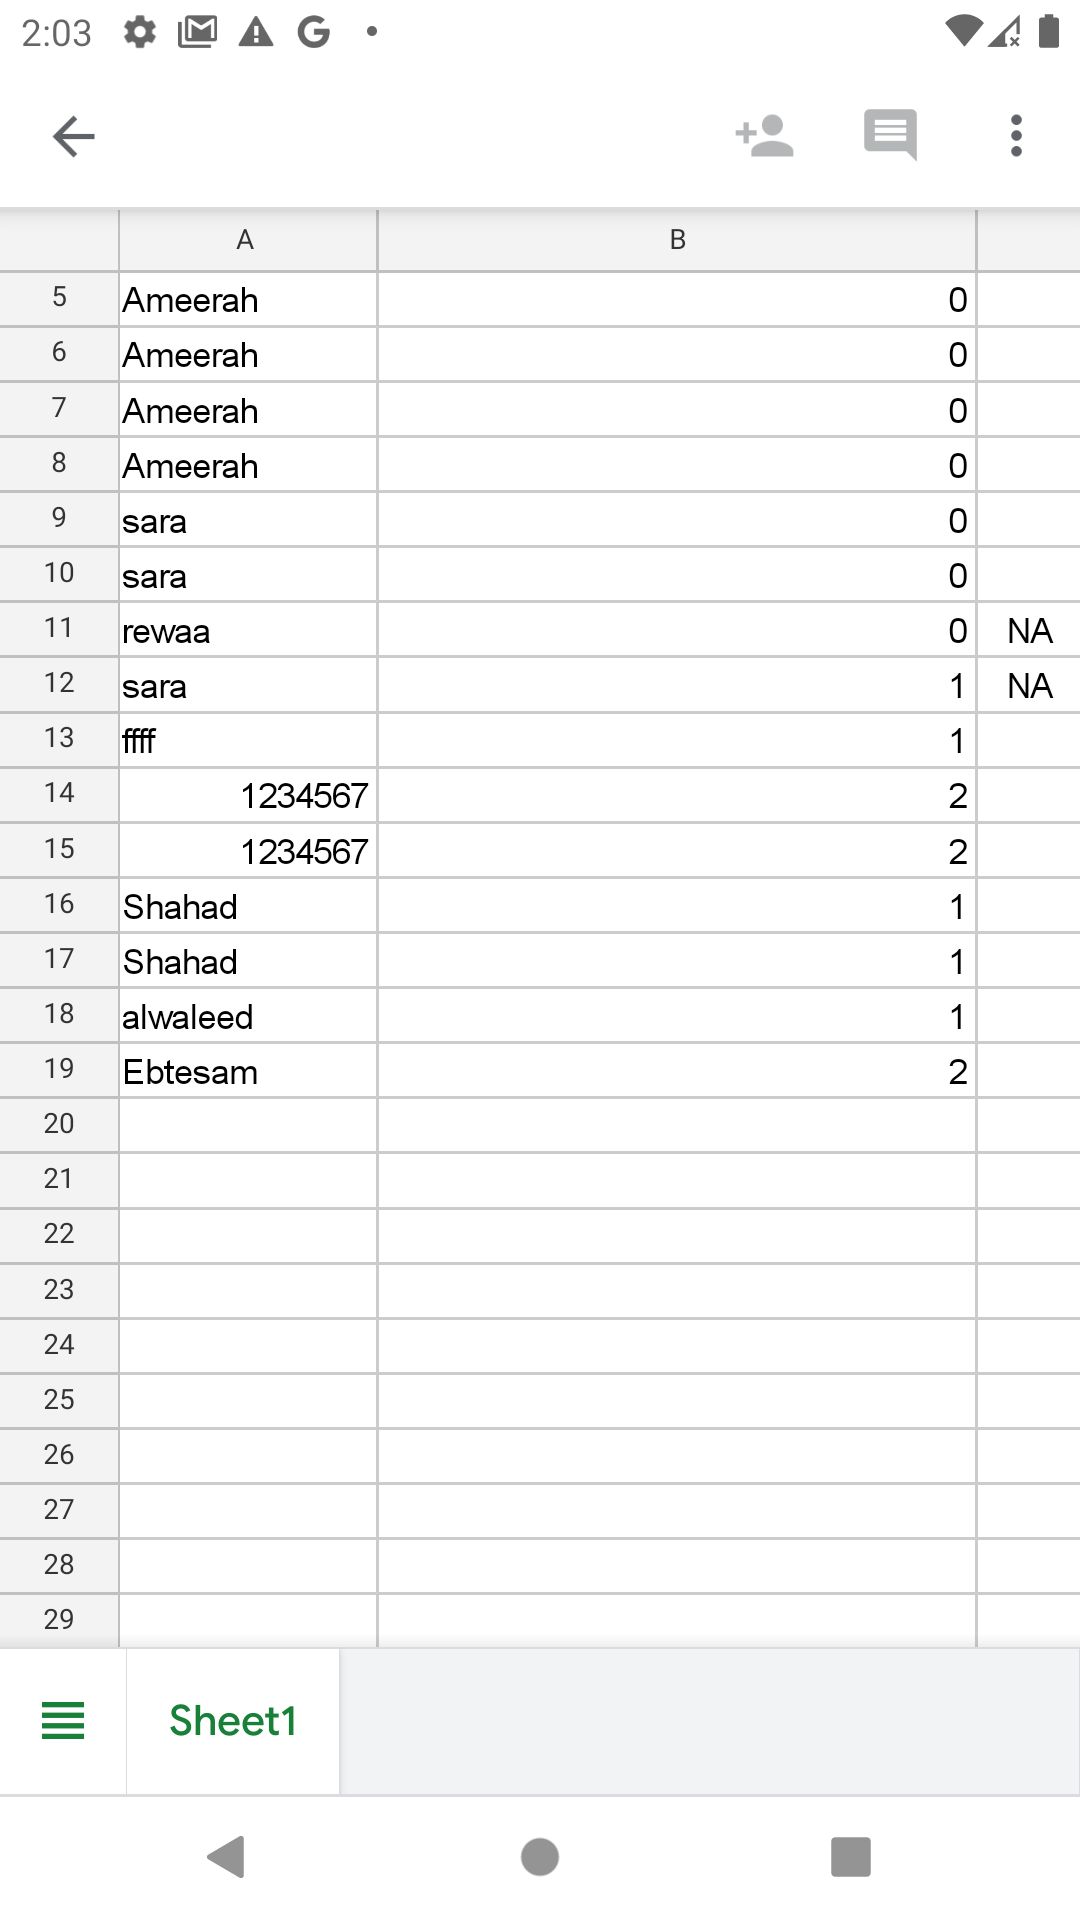 2:03
A B
5 Ameerah 0
6 Ameerah 0
7 Ameerah 0
8 Ameerah 0
9 sara 0
10 sara 0
11 rewaa 0 NA
12 sara 1 NA
13 ffff 1
14 1234567 2
15 1234567 2
16 Shahad 1
17 Shahad 1
18 alwaleed 1
19 Ebtesam 2
20
21
22
23
24
25
26
27
28
29
Sheet1